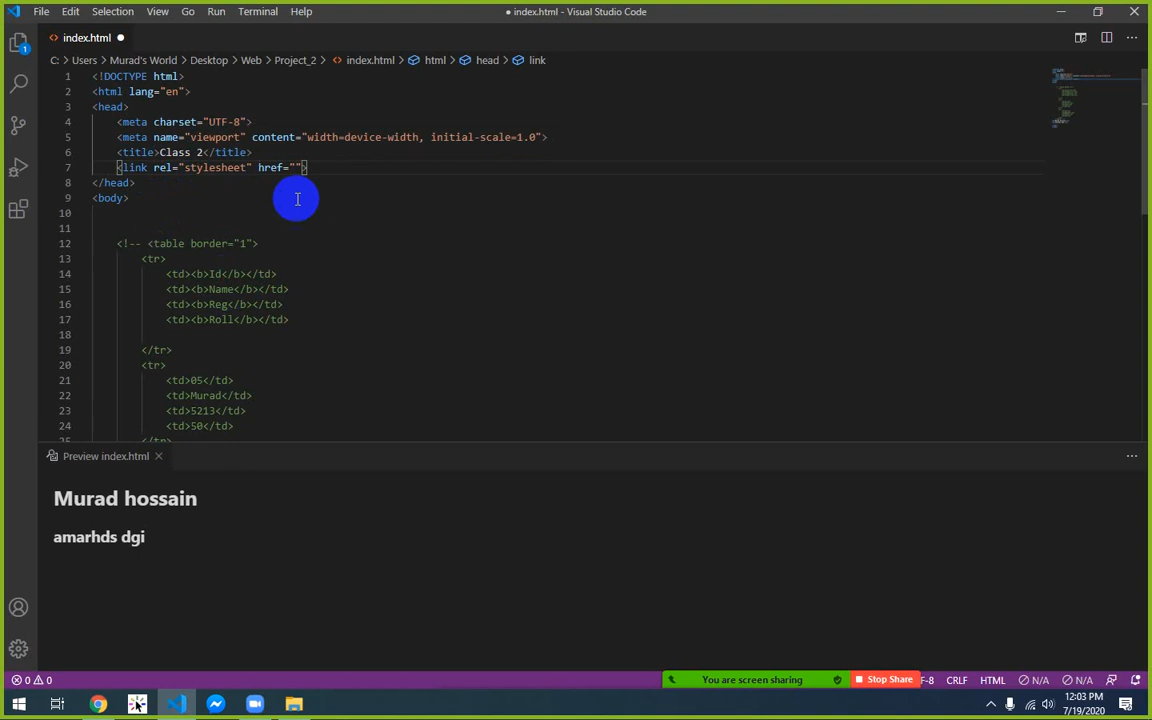 File Edit Selection View Go Run Terminal Help
● index.html - Visual Studio Code
index.html ●
C: > Users > Murad's World > Desktop > Web > Project_2 > index.html > html > head > link
1 <!DOCTYPE html>
2 <html lang="en">
3 <head>
4 <meta charset="UTF-8">
5 <meta name="viewport" content="width=device-width, initial-scale=1.0">
6 <title>Class 2</title>
7 <link rel="stylesheet" href="">
8 </head>
9 <body>
10
11
12 <!-- <table border="1">
13 <tr>
14 <td><b>Id</b></td>
15 <td><b>Name</b></td>
16 <td><b>Reg</b></td>
17 <td><b>Roll</b></td>
18
19 </tr>
20 <tr>
21 <td>05</td>
22 <td>Murad</td>
23 <td>5213</td>
24 <td>50</td>
25 </tr>
1
Preview index.html
Murad hossain
amarhds dgi
0 0
You are screen sharing
Stop Share
F-8 CRLF HTML N/A N/A
12:03 PM
7/19/2020